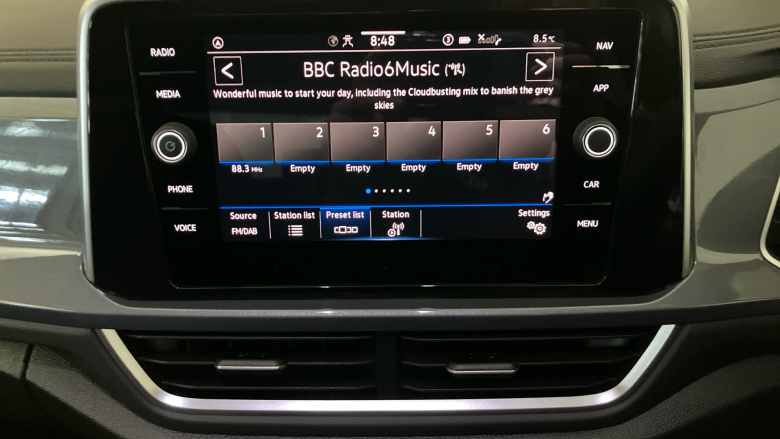 RADIO
MEDIA
PHONE
VOICE
8:48
3
8.5°C
BBC Radio6Music
Wonderful music to start your day, including the Cloudbusting mix to banish the grey
skies
1 2 3 4 5 6
88.3 MHz Empty Empty Empty Empty Empty
Source Station list Preset list Station Settings
FM/DAB
NAV
APP
CAR
MENU